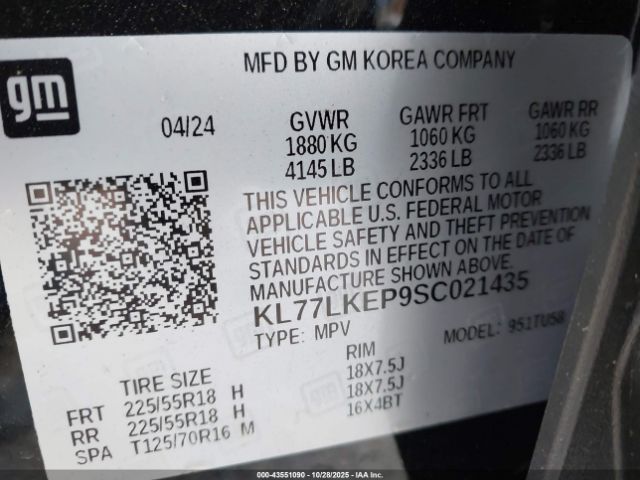 gm
MFD BY GM KOREA COMPANY
04/24 GVWR GAWR FRT GAWR RR
1880 KG 1060 KG 1060 KG
4145 LB 2336 LB 2336 LB
THIS VEHICLE CONFORMS TO ALL
APPLICABLE U.S. FEDERAL MOTOR
VEHICLE SAFETY AND THEFT PREVENTION
STANDARDS IN EFFECT ON THE DATE OF
MANUFACTURE SHOWN ABOVE.
KL77LKEP9SC021435
TYPE: MPV MODEL: 951TU58
TIRE SIZE RIM
FRT 225/55R18 H 18X7.5J
RR 225/55R18 H 18X7.5J
SPA T125/70R16 M 16X4BT
000-43551090 - 10/28/2025 - IAAI.COM